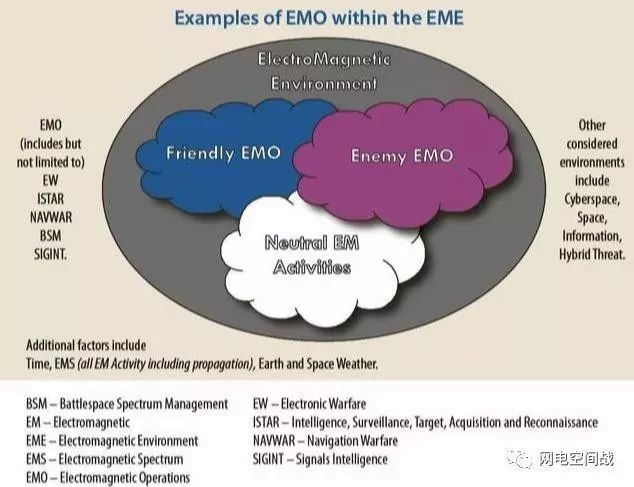 Examples of EMO within the EME
ElectroMagnetic
Environment
Friendly EMO
Enemy EMO
Neutral EM
Activities
EMO
(includes but
not limited to)
EW
ISTAR
NAVWAR
BSM
SIGINT.
Other
considered
environments
include
Cyberspace,
Space,
Information,
Hybrid Threat.
Additional factors include
Time, EMS (all EM Activity including propagation), Earth and Space Weather.
BSM – Battlespace Spectrum Management
EM – Electromagnetic
EME – Electromagnetic Environment
EMS – Electromagnetic Spectrum
EMO – Electromagnetic Operations
EW – Electronic Warfare
ISTAR – Intelligence, Surveillance, Target, Acquisition and Reconnaissance
NAVWAR – Navigation Warfare
SIGINT – Signals Intelligence
网电空间战